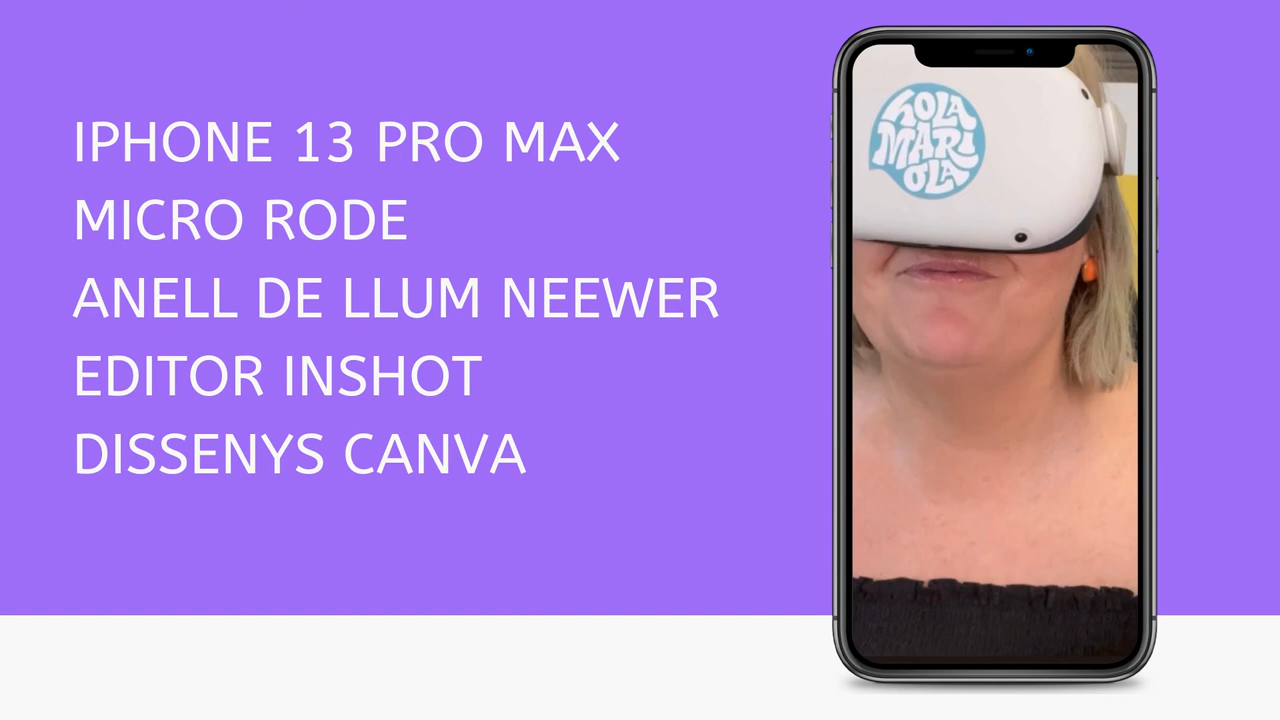 IPHONE 13 PRO MAX
MICRO RODE
ANELL DE LLUM NEEWER
EDITOR INSHOT
DISSENYS CANVA
hOLA
MARi
OLA